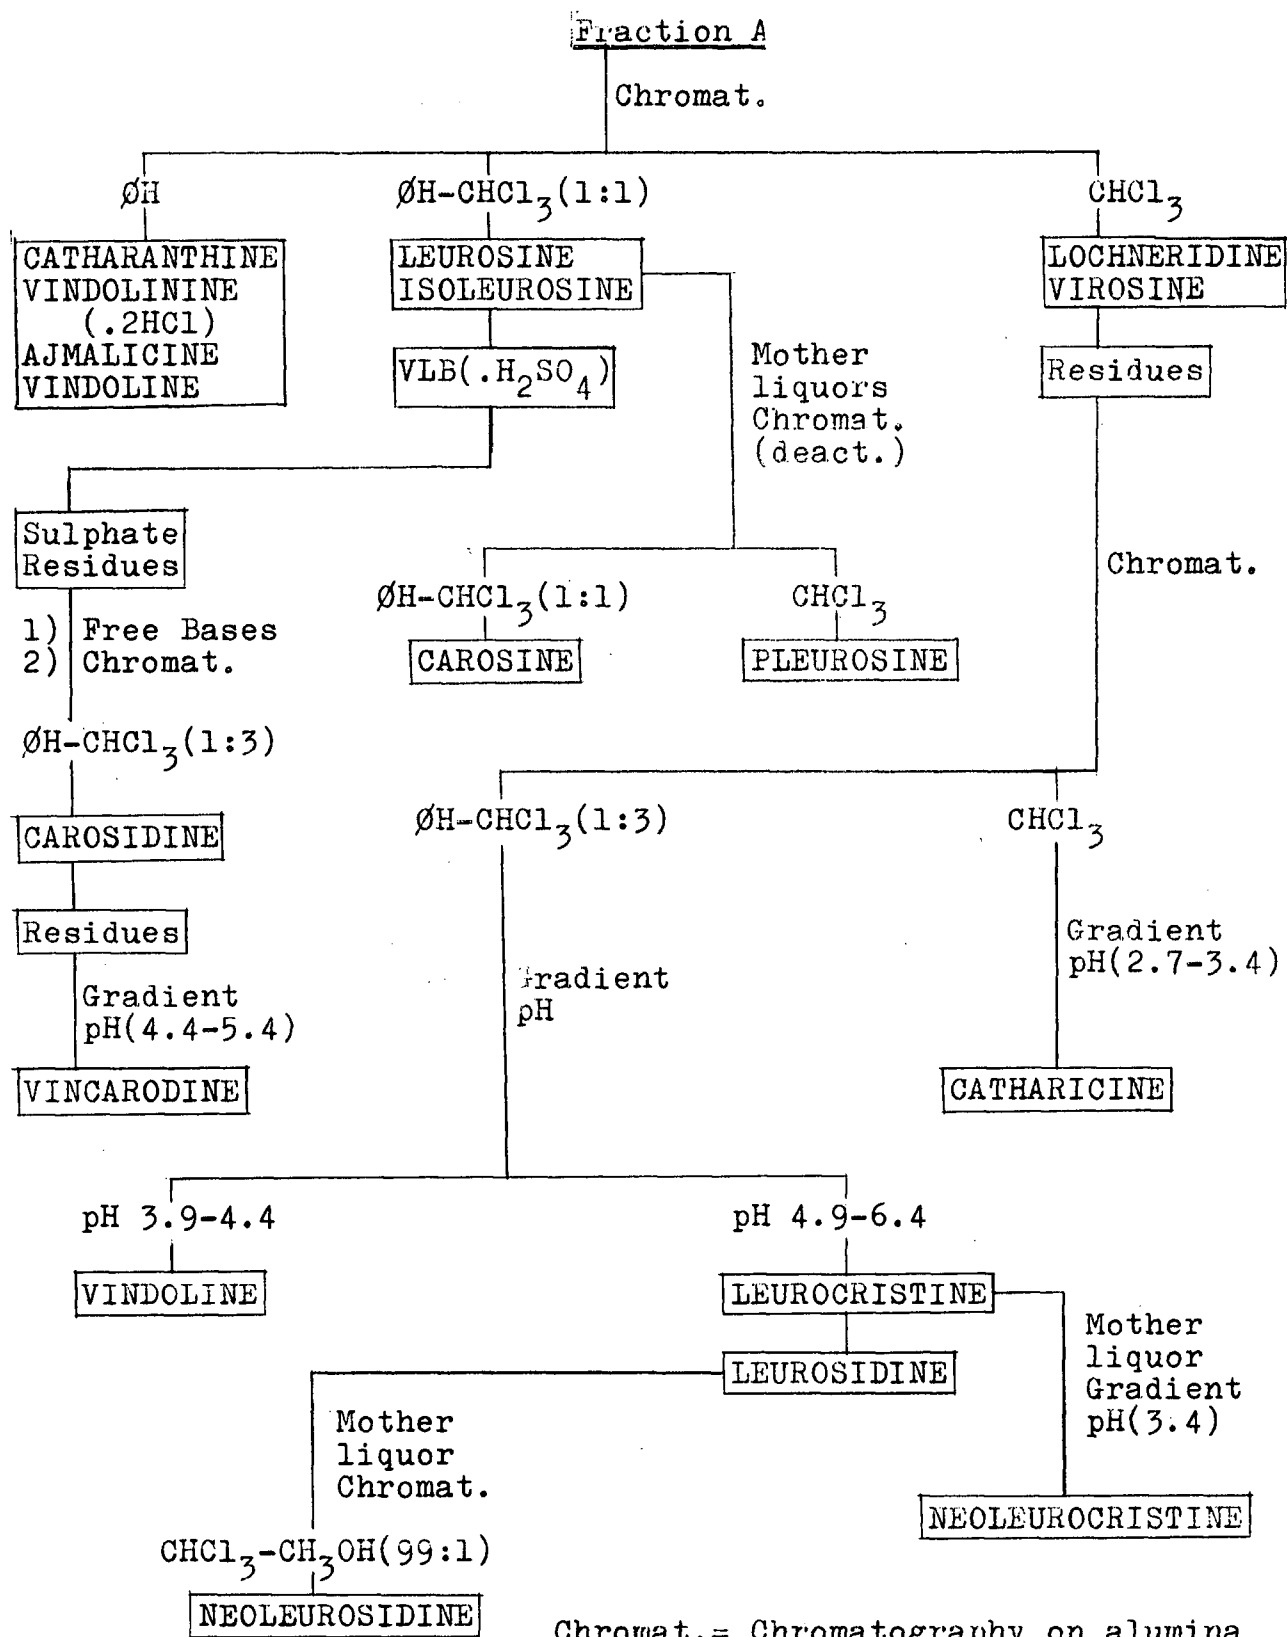 Fraction A
Chromat.
ØH
CATHARANTHINE
VINDOLININE
(.2HCl)
AJMALICINE
VINDOLINE
ØH-CHCl₃(1:1)
LEUROSINE
ISOLEUROSINE
VLB(.H₂SO₄)
CHCl₃
LOCHNERIDINE
VIROSINE
Residues
Mother
liquors
Chromat.
(deact.)
Sulphate
Residues
1) Free Bases
2) Chromat.
ØH-CHCl₃(1:1)
CAROSINE
CHCl₃
PLEUROSINE
Chromat.
ØH-CHCl₃(1:3)
CAROSIDINE
Residues
Gradient
pH(4.4-5.4)
VINCARODINE
ØH-CHCl₃(1:3)
Gradient
pH
CHCl₃
Gradient
pH(2.7-3.4)
CATHARICINE
pH 3.9-4.4
VINDOLINE
pH 4.9-6.4
LEUROCRISTINE
LEUROSIDINE
Mother
liquor
Gradient
pH(3.4)
NEOLEUROCRISTINE
Mother
liquor
Chromat.
CHCl₃-CH₃OH(99:1)
NEOLEUROSIDINE
Chromat.= Chromatography on alumina